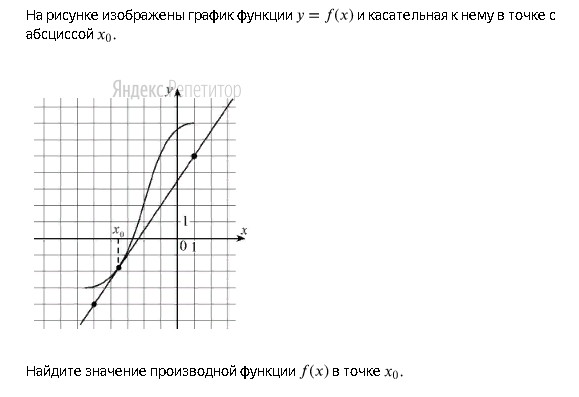 На рисунке изображены график функции y = f(x) и касательная к нему в точке с
абсциссой x₀.
Яндекс Репетитор
y
1
x₀
x
0 1
Найдите значение производной функции f(x) в точке x₀.